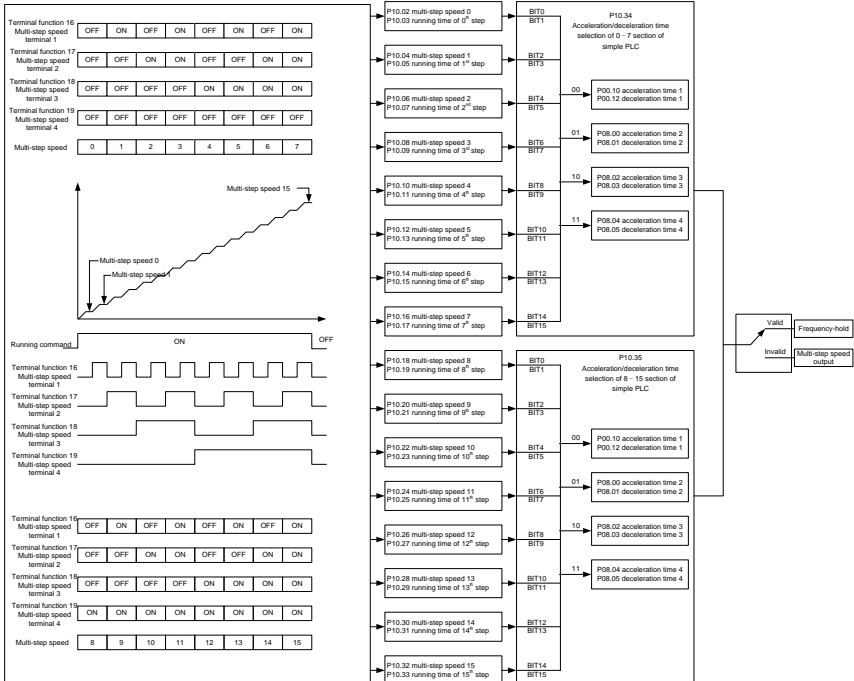 Terminal function 16
Multi-step speed
terminal 1
OFF ON OFF ON OFF ON OFF ON
Terminal function 17
Multi-step speed
terminal 2
OFF OFF ON ON OFF OFF ON ON
Terminal function 18
Multi-step speed
terminal 3
OFF OFF OFF OFF ON ON ON ON
Terminal function 19
Multi-step speed
terminal 4
OFF OFF OFF OFF OFF OFF OFF OFF
Multi-step speed 0 1 2 3 4 5 6 7
Multi-step speed 15
Multi-step speed 0
Multi-step speed 1
Running command
ON
OFF
Terminal function 16
Multi-step speed
terminal 1
Terminal function 17
Multi-step speed
terminal 2
Terminal function 18
Multi-step speed
terminal 3
Terminal function 19
Multi-step speed
terminal 4
Terminal function 16
Multi-step speed
terminal 1
OFF ON OFF ON OFF ON OFF ON
Terminal function 17
Multi-step speed
terminal 2
OFF OFF ON ON OFF OFF ON ON
Terminal function 18
Multi-step speed
terminal 3
OFF OFF OFF OFF ON ON ON ON
Terminal function 19
Multi-step speed
terminal 4
ON ON ON ON ON ON ON ON
Multi-step speed 8 9 10 11 12 13 14 15
P10.02 multi-step speed 0
P10.03 running time of 0th step
P10.04 multi-step speed 1
P10.05 running time of 1st step
P10.06 multi-step speed 2
P10.07 running time of 2nd step
P10.08 multi-step speed 3
P10.09 running time of 3rd step
P10.10 multi-step speed 4
P10.11 running time of 4th step
P10.12 multi-step speed 5
P10.13 running time of 5th step
P10.14 multi-step speed 6
P10.15 running time of 6th step
P10.16 multi-step speed 7
P10.17 running time of 7th step
P10.18 multi-step speed 8
P10.19 running time of 8th step
P10.20 multi-step speed 9
P10.21 running time of 9th step
P10.22 multi-step speed 10
P10.23 running time of 10th step
P10.24 multi-step speed 11
P10.25 running time of 11th step
P10.26 multi-step speed 12
P10.27 running time of 12th step
P10.28 multi-step speed 13
P10.29 running time of 13th step
P10.30 multi-step speed 14
P10.31 running time of 14th step
P10.32 multi-step speed 15
P10.33 running time of 15th step
BIT0
BIT1
BIT2
BIT3
BIT4
BIT5
BIT6
BIT7
BIT8
BIT9
BIT10
BIT11
BIT12
BIT13
BIT14
BIT15
P10.34
Acceleration/deceleration time
selection of 0 - 7 section of
simple PLC
00
P00.10 acceleration time 1
P00.12 deceleration time 1
01
P08.00 acceleration time 2
P08.01 deceleration time 2
10
P08.02 acceleration time 3
P08.03 deceleration time 3
11
P08.04 acceleration time 4
P08.05 deceleration time 4
BIT0
BIT1
BIT2
BIT3
BIT4
BIT5
BIT6
BIT7
BIT8
BIT9
BIT10
BIT11
BIT12
BIT13
BIT14
BIT15
P10.35
Acceleration/deceleration time
selection of 8 - 15 section of
simple PLC
00
P00.10 acceleration time 1
P00.12 deceleration time 1
01
P08.00 acceleration time 2
P08.01 deceleration time 2
10
P08.02 acceleration time 3
P08.03 deceleration time 3
11
P08.04 acceleration time 4
P08.05 deceleration time 4
Valid
Frequency-hold
Invalid
Multi-step speed
output